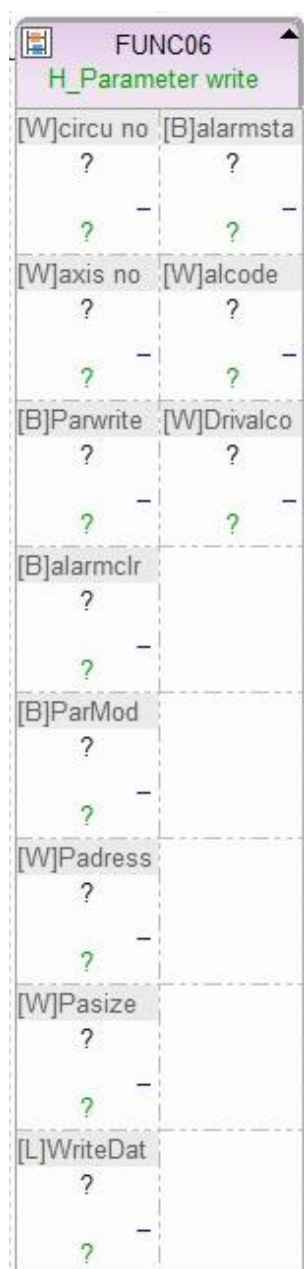 FUNC06
H_Parameter write
[W]circu no [B]alarmsta
? ?
? ?
[W]axis no [W]alcode
? ?
? ?
[B]Parwrite [W]Drivalco
? ?
? ?
[B]alarmclr
?
?
[B]ParMod
?
?
[W]Padress
?
?
[W]Pasize
?
?
[L]WriteDat
?
?